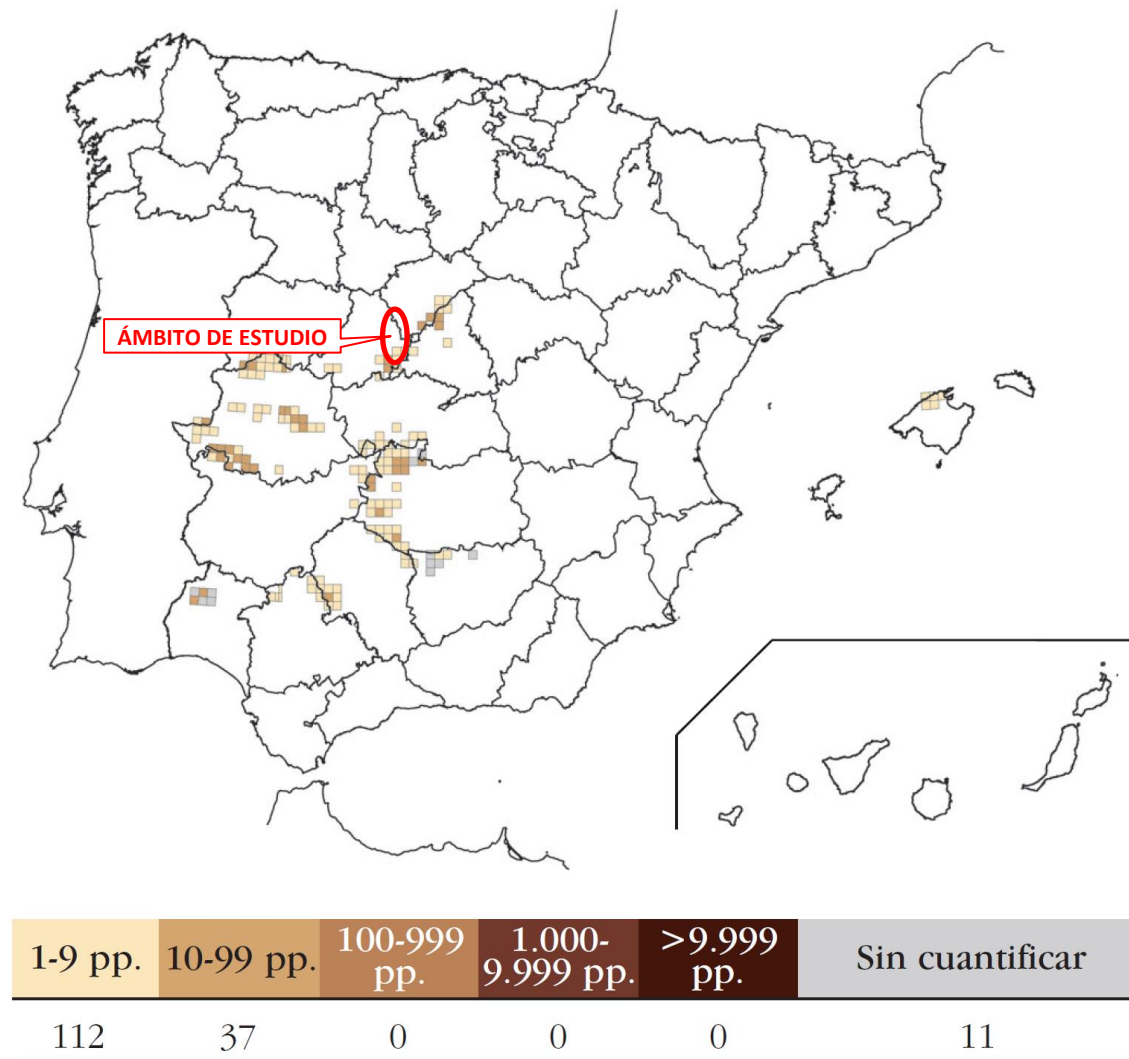 ÁMBITO DE ESTUDIO
1-9 pp.
10-99 pp.
100-999
pp.
1.000-
9.999 pp.
>9.999
pp.
Sin cuantificar
112
37
0
0
0
11